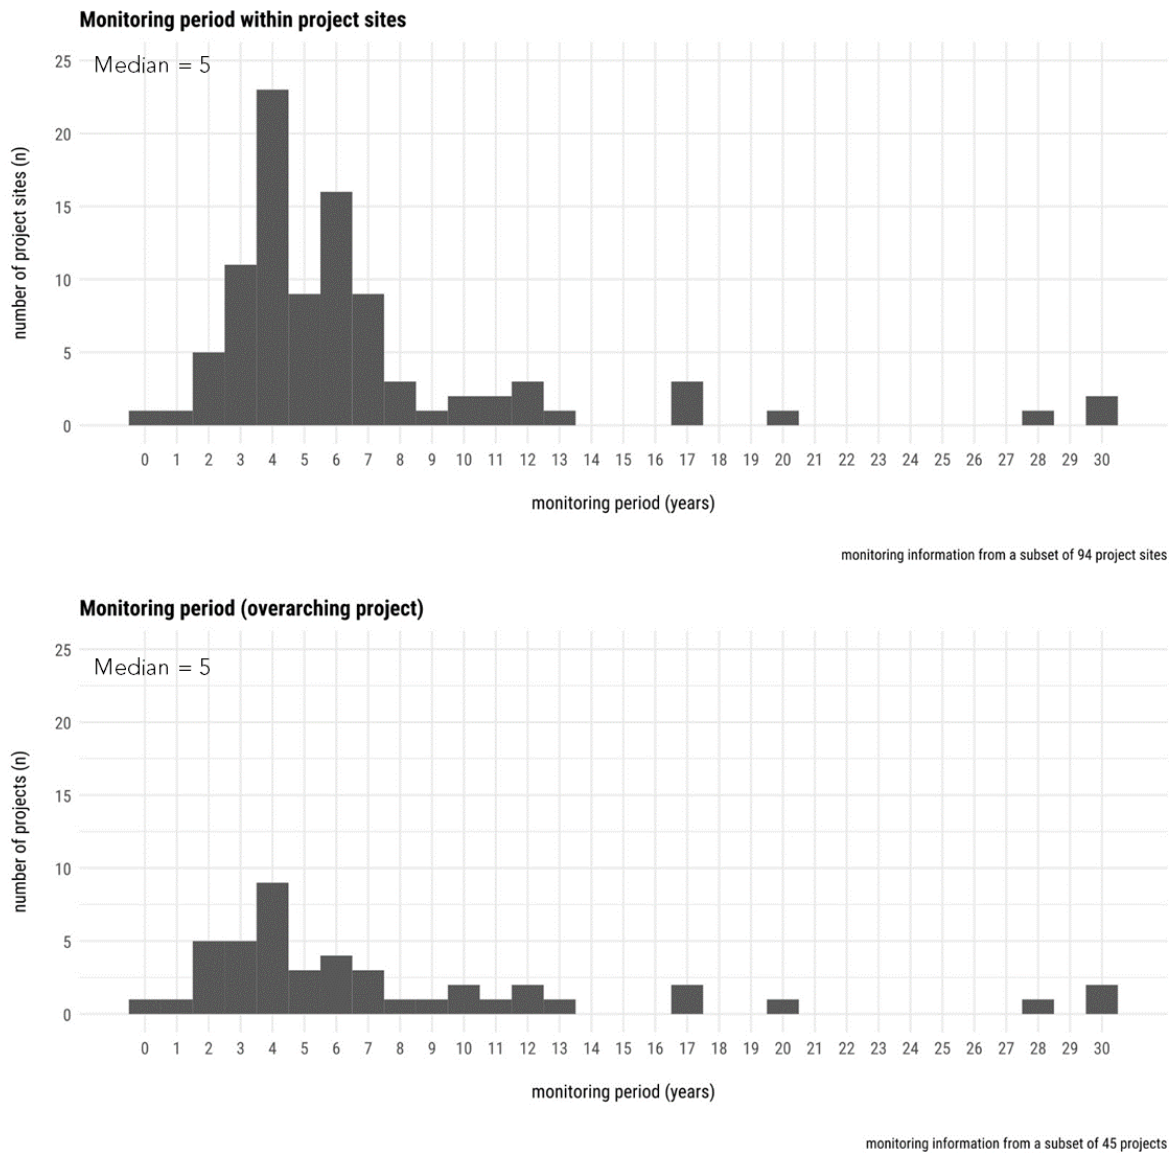 Monitoring period within project sites
Median = 5
25
20
15
10
5
0
number of project sites (n)
0 1 2 3 4 5 6 7 8 9 10 11 12 13 14 15 16 17 18 19 20 21 22 23 24 25 26 27 28 29 30
monitoring period (years)
monitoring information from a subset of 94 project sites
Monitoring period (overarching project)
Median = 5
25
20
15
10
5
0
number of projects (n)
0 1 2 3 4 5 6 7 8 9 10 11 12 13 14 15 16 17 18 19 20 21 22 23 24 25 26 27 28 29 30
monitoring period (years)
monitoring information from a subset of 45 projects